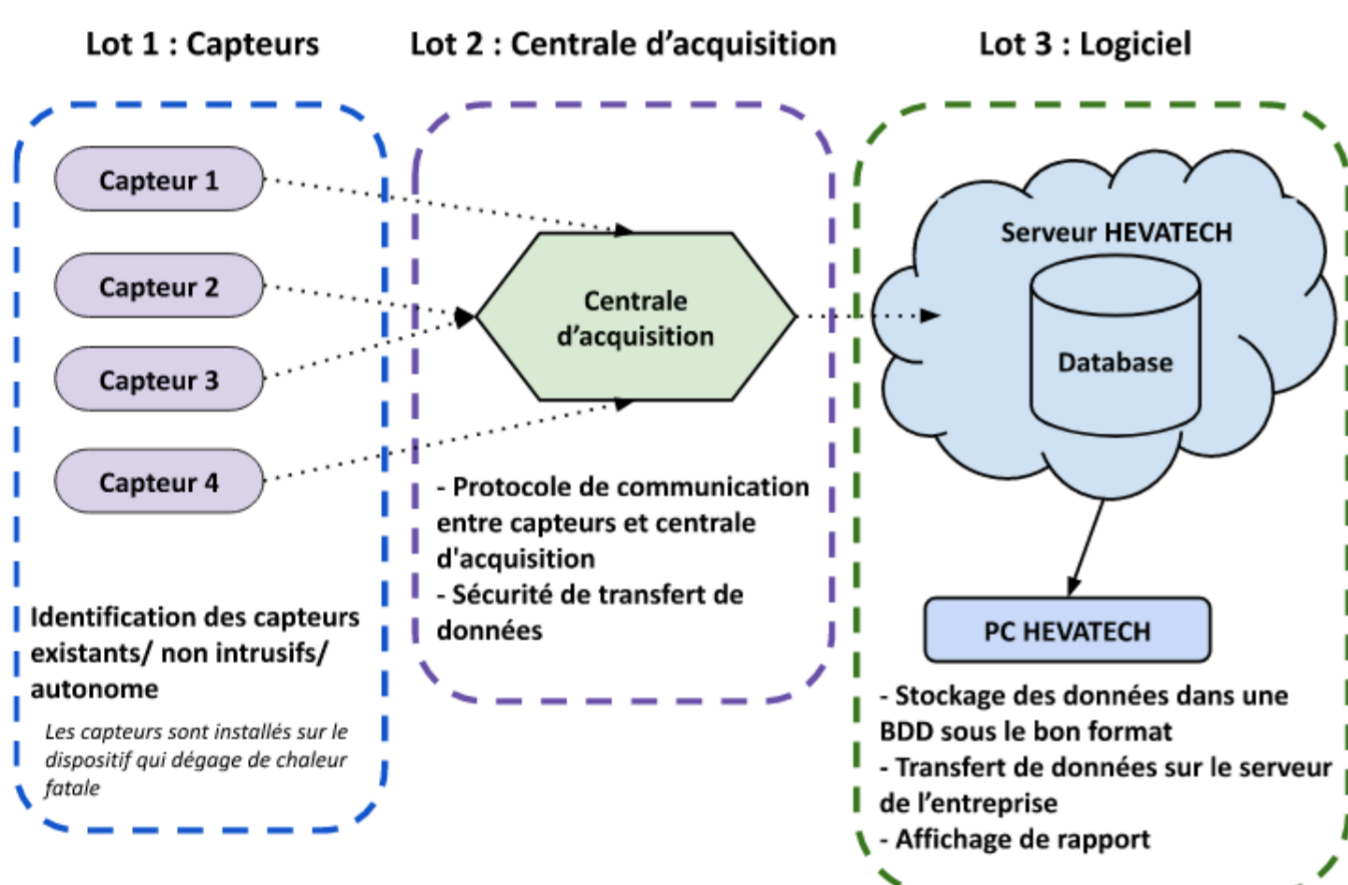 Lot 1 : Capteurs
Lot 2 : Centrale d'acquisition
Lot 3 : Logiciel
Capteur 1
Capteur 2
Capteur 3
Capteur 4
Identification des capteurs
existants/ non intrusifs/
autonome
Les capteurs sont installés sur le
dispositif qui dégage de chaleur
fatale
Centrale
d'acquisition
- Protocole de communication
entre capteurs et centrale
d'acquisition
- Sécurité de transfert de
données
Serveur HEVATECH
Database
PC HEVATECH
- Stockage des données dans une
BDD sous le bon format
- Transfert de données sur le serveur
de l'entreprise
- Affichage de rapport